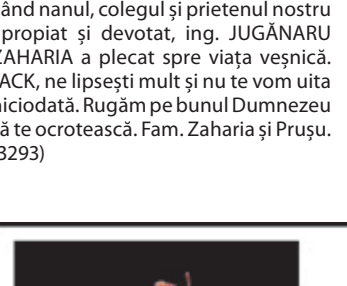 când nanul, colegul și prietenul nostru
apropiat și devotat, ing. JUGĂNARU
ZAHARIA a plecat spre viața veșnică.
JACK, ne lipsești mult și nu te vom uita
niciodată. Rugăm pe bunul Dumnezeu
să te ocrotească. Fam. Zaharia și Prușu.
3293)